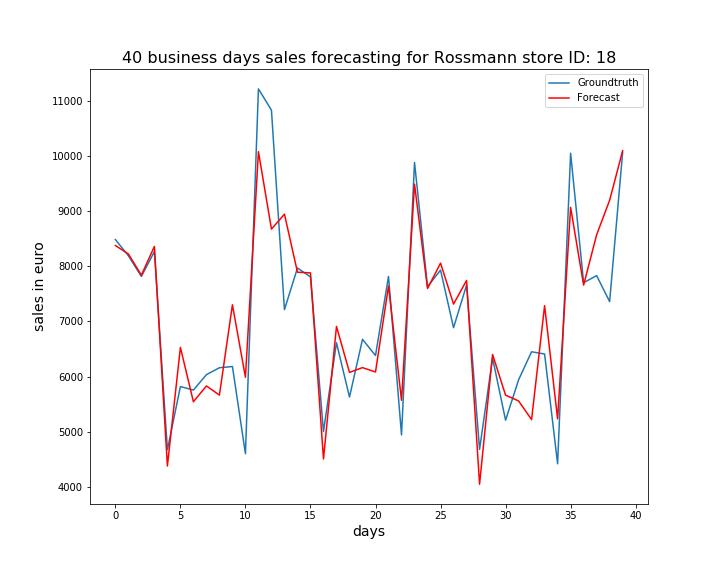 40 business days sales forecasting for Rossmann store ID: 18
Groundtruth
Forecast
11000
10000
9000
8000
7000
6000
5000
4000
sales in euro
0 5 10 15 20 25 30 35 40
days